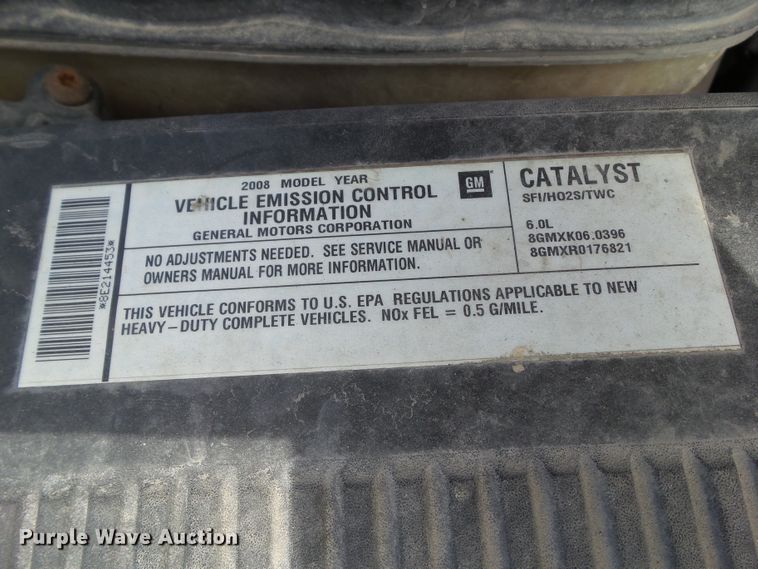 2008 MODEL YEAR
VEHICLE EMISSION CONTROL
INFORMATION
GENERAL MOTORS CORPORATION
GM
CATALYST
SFI/HO2S/TWC
6.0L
8GMXK06.0396
8GMXR0176821
NO ADJUSTMENTS NEEDED. SEE SERVICE MANUAL OR
OWNERS MANUAL FOR MORE INFORMATION.
THIS VEHICLE CONFORMS TO U.S. EPA REGULATIONS APPLICABLE TO NEW
HEAVY-DUTY COMPLETE VEHICLES. NOx FEL = 0.5 G/MILE.
*8E214453*
Purple Wave Auction